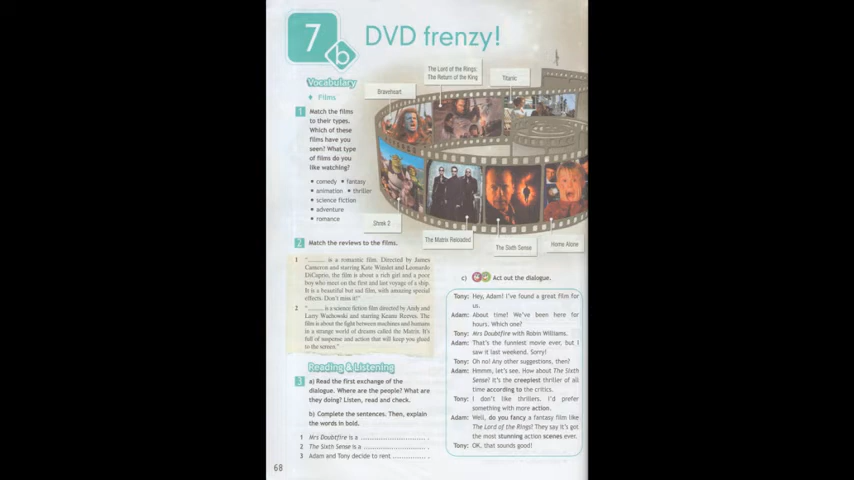 7
b
DVD frenzy!
Vocabulary
Films
1 Match the films
to their types.
Which of these
films have you
seen? What type
of films do you
like watching?
• comedy • fantasy
• animation • thriller
• science fiction
• adventure
• romance
Braveheart
The Lord of the Rings:
The Return of the King
Titanic
Shrek 2
The Matrix Reloaded
The Sixth Sense
Home Alone
2 Match the reviews to the films.
1 "....... is a romantic film. Directed by James
Cameron and starring Kate Winslet and Leonardo
DiCaprio, the film is about a rich girl and a poor
boy who meet on the first and last voyage of a ship.
It is a beautiful but sad film, with amazing special
effects. Don't miss it!"
2 "....... is a science fiction film directed by Andy and
Larry Wachowski and starring Keanu Reeves. The
film is about the fight between machines and humans
in a strange world of dreams called the Matrix. It's
full of suspense and action that will keep you glued
to the screen."
Reading & Listening
3 a) Read the first exchange of the
dialogue. Where are the people? What are
they doing? Listen, read and check.
b) Complete the sentences. Then, explain
the words in bold.
1 Mrs Doubtfire is a ............................ .
2 The Sixth Sense is a .......................... .
3 Adam and Tony decide to rent .............. .
c) Act out the dialogue.
Tony: Hey, Adam! I've found a great film for
us.
Adam: About time! We've been here for
hours. Which one?
Tony: Mrs Doubtfire with Robin Williams.
Adam: That's the funniest movie ever, but I
saw it last weekend. Sorry!
Tony: Oh no! Any other suggestions, then?
Adam: Hmmm, let's see. How about The Sixth
Sense? It's the creepiest thriller of all
time according to the critics.
Tony: I don't like thrillers. I'd prefer
something with more action.
Adam: Well, do you fancy a fantasy film like
The Lord of the Rings? They say it's got
the most stunning action scenes ever.
Tony: OK, that sounds good!
68